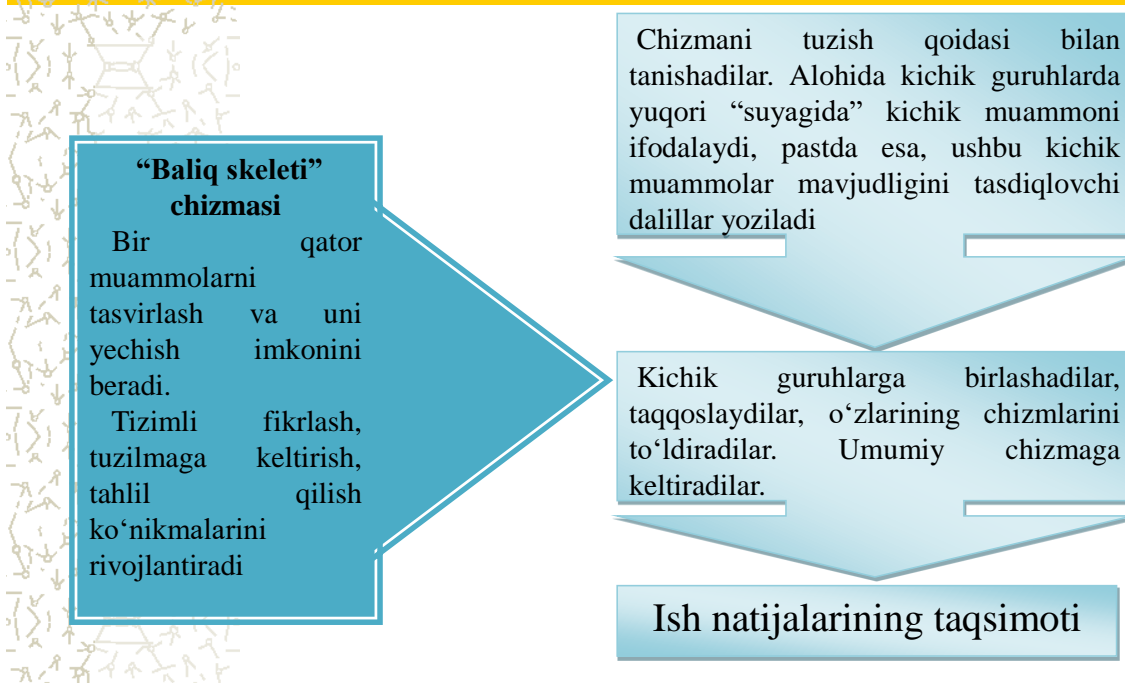 “Baliq skeleti”
chizmasi
Bir qator
muammolarni
tasvirlash va uni
yechish imkonini
beradi.
Tizimli fikrlash,
tuzilmaga keltirish,
tahlil qilish
ko‘nikmalarini
rivojlantiradi
Chizmani tuzish qoidasi bilan
tanishadilar. Alohida kichik guruhlarda
yuqori “suyagida” kichik muammoni
ifodalaydi, pastda esa, ushbu kichik
muammolar mavjudligini tasdiqlovchi
dalillar yoziladi
Kichik guruhlarga birlashadilar,
taqqoslaydilar, o‘zlarining chizmlarini
to‘ldiradilar. Umumiy chizmaga
keltiradilar.
Ish natijalarining taqsimoti